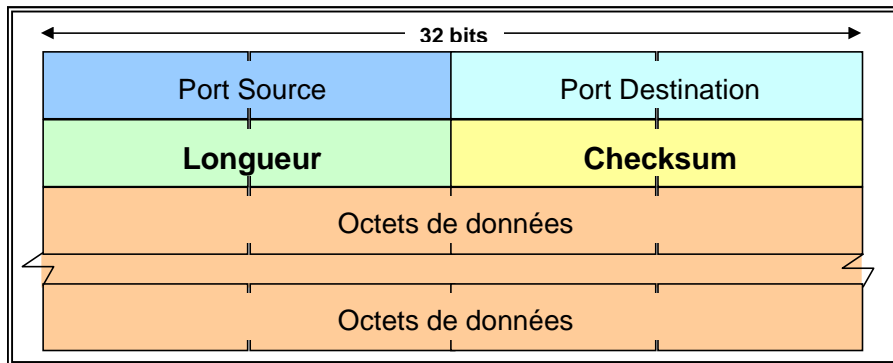 32 bits
Port Source Port Destination
Longueur Checksum
Octets de données
Octets de données